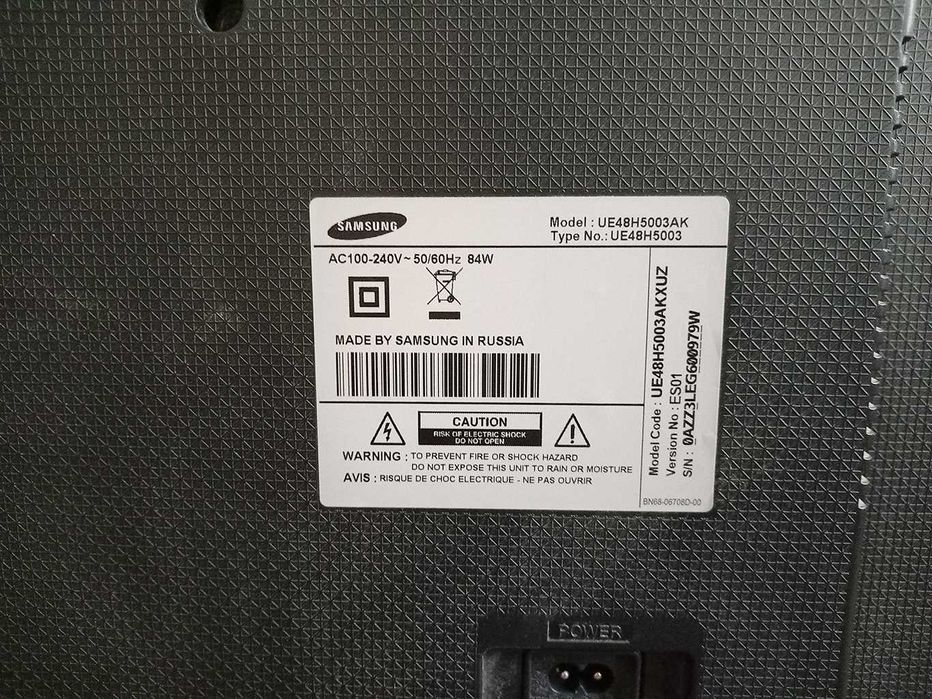 SAMSUNG
Model : UE48H5003AK
Type No.: UE48H5003
AC100-240V ~ 50/60Hz 84W
MADE BY SAMSUNG IN RUSSIA
CAUTION
RISK OF ELECTRIC SHOCK
DO NOT OPEN
WARNING : TO PREVENT FIRE OR SHOCK HAZARD
DO NOT EXPOSE THIS UNIT TO RAIN OR MOISTURE
AVIS : RISQUE DE CHOC ELECTRIQUE - NE PAS OUVRIR
Model Code : UE48H5003AKXUZ
Version No : ES01
S/N : 0AZZ3LEG600979W
BN68-06708D-00
POWER